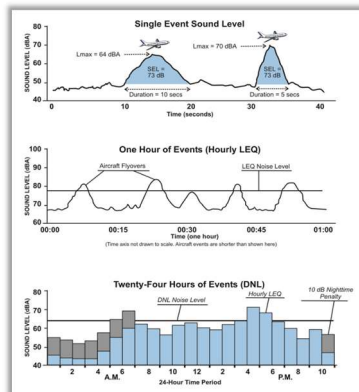 Single Event Sound Level
SOUND LEVEL (dBA)
80
70
60
50
40
Lmax = 64 dBA
Lmax = 70 dBA
SEL =
73 dB
SEL =
73 dB
Duration = 10 secs
Duration = 5 secs
0 10 20 30 40
Time (seconds)
One Hour of Events (Hourly LEQ)
SOUND LEVEL (dBA)
100
90
80
70
60
Aircraft Flyovers
LEQ Noise Level
00:00 00:15 00:30 00:45 01:00
Time (one hour)
(Time axis not drawn to scale. Aircraft events are shorter than shown here)
Twenty-Four Hours of Events (DNL)
SOUND LEVEL (dBA)
80
70
60
50
40
DNL Noise Level
Hourly LEQ
10 dB Nighttime
Penalty
2 4 6 8 10 12 2 4 6 8 10
A.M.
P.M.
24-Hour Time Period